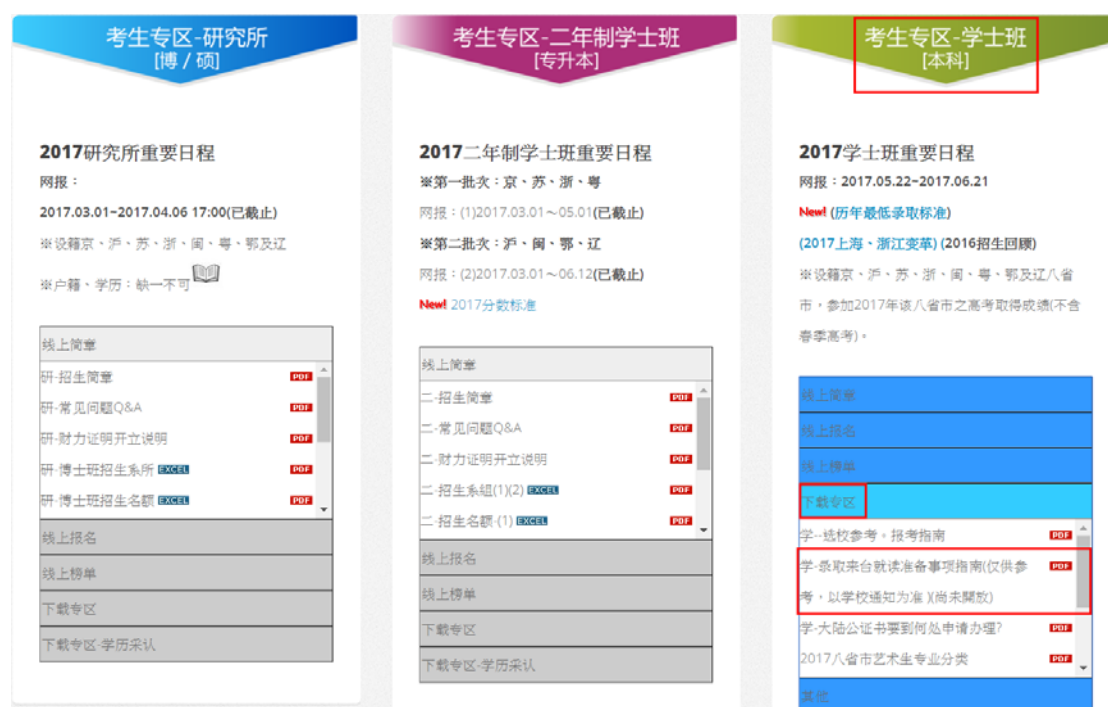 考生专区-研究所
[博 / 硕]
2017研究所重要日程
网报：
2017.03.01~2017.04.06 17:00(已截止)
※设籍京、沪、苏、浙、闽、粤、鄂及辽
※户籍、学历：缺一不可
线上简章
研-招生简章 PDF
研-常见问题Q&A PDF
研-财力证明开立说明 PDF
研-博士班招生系所 EXCEL PDF
研-博士班招生名额 EXCEL PDF
线上报名
线上榜单
下载专区
下载专区-学历采认
考生专区-二年制学士班
[专升本]
2017二年制学士班重要日程
※第一批次：京、苏、浙、粤
网报：(1)2017.03.01～05.01(已截止)
※第二批次：沪、闽、鄂、辽
网报：(2)2017.03.01～06.12(已截止)
New! 2017分数标准
线上简章
二-招生简章 PDF
二-常见问题Q&A PDF
二-财力证明开立说明 PDF
二-招生系组(1)(2) EXCEL PDF
二-招生名额-(1) EXCEL PDF
线上报名
线上榜单
下载专区
下载专区-学历采认
考生专区-学士班
[本科]
2017学士班重要日程
网报：2017.05.22~2017.06.21
New! (历年最低录取标准)
(2017上海、浙江变革) (2016招生回顾)
※设籍京、沪、苏、浙、闽、粤、鄂及辽八省
市，参加2017年该八省市之高考取得成绩(不含
春季高考)。
线上简章
线上报名
线上榜单
下载专区
学--选校参考。报考指南 PDF
学-录取来台就读准备事项指南(仅供参 PDF
考，以学校通知为准 )(尚未開放)
学-大陆公证书要到何处申请办理? PDF
2017八省市艺术生专业分类 PDF
其他